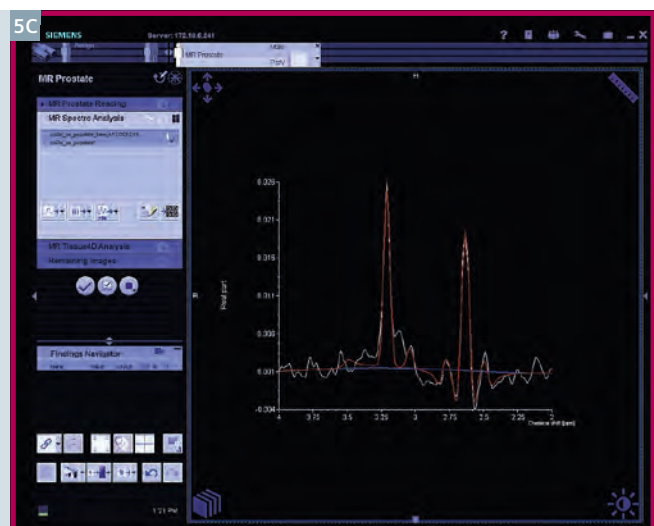 5C
SIEMENS
Server: 172.16.6.241
MR Prostate
MR Prostate
MR Prostate Reading
MR Spectro Analysis
MR Tissue4D Analysis
Remaining Images
Findings Navigator
1:21 PM
H
R
Real part
0.026
0.021
0.016
0.011
0.006
0.001
-0.004
4
3.75
3.5
3.25
3
2.75
2.5
2.25
2
Chemical shift [ppm]